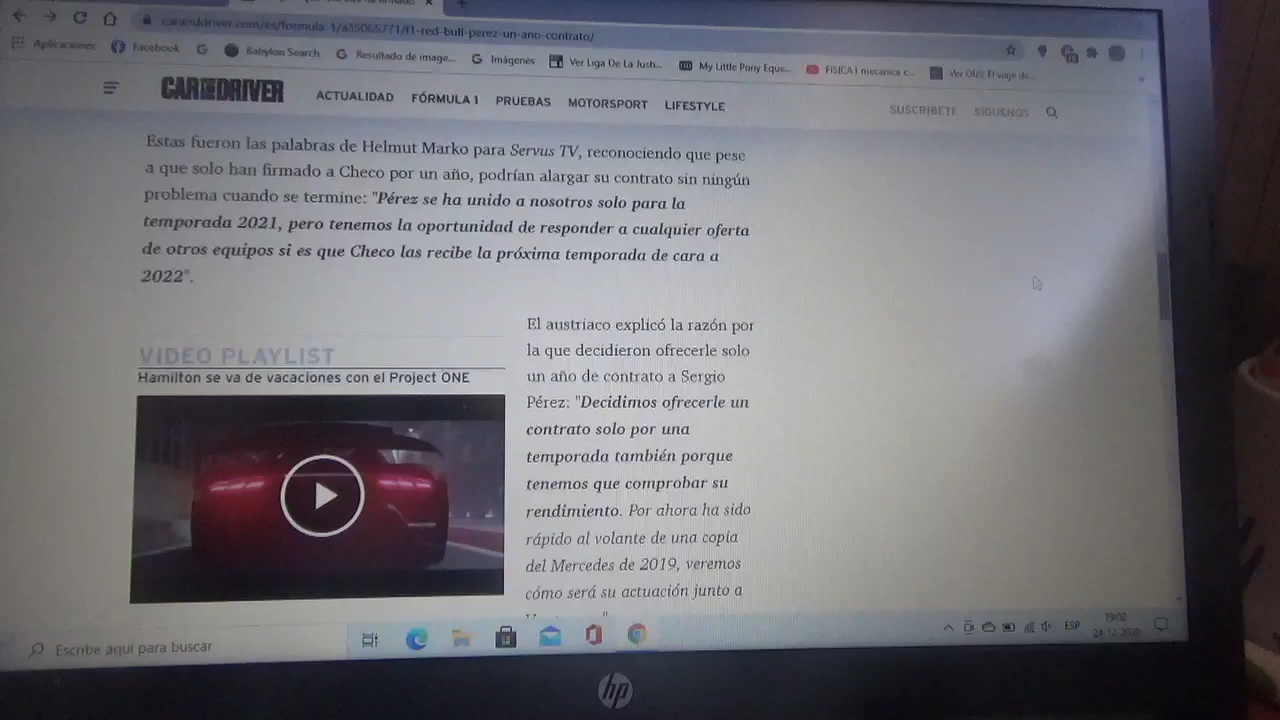 caranddriver.com/es/formula-1/a35065771/f1-red-bull-perez-un-ano-contrato/
Aplicaciones Facebook Babylon Search Resultado de image... Imágenes Ver Liga De La Justi... My Little Pony Eque... FISICA | mecanica c... Ver Olé: El viaje de...
CAR AND DRIVER ACTUALIDAD FÓRMULA 1 PRUEBAS MOTORSPORT LIFESTYLE SUSCRÍBETE SÍGUENOS
Estas fueron las palabras de Helmut Marko para Servus TV, reconociendo que pese
a que solo han firmado a Checo por un año, podrían alargar su contrato sin ningún
problema cuando se termine: "Pérez se ha unido a nosotros solo para la
temporada 2021, pero tenemos la oportunidad de responder a cualquier oferta
de otros equipos si es que Checo las recibe la próxima temporada de cara a
2022".
VIDEO PLAYLIST
Hamilton se va de vacaciones con el Project ONE
El austriaco explicó la razón por
la que decidieron ofrecerle solo
un año de contrato a Sergio
Pérez: "Decidimos ofrecerle un
contrato solo por una
temporada también porque
tenemos que comprobar su
rendimiento. Por ahora ha sido
rápido al volante de una copia
del Mercedes de 2019, veremos
cómo será su actuación junto a
Escribe aquí para buscar
ESP
19:02
24-12-2020
hp